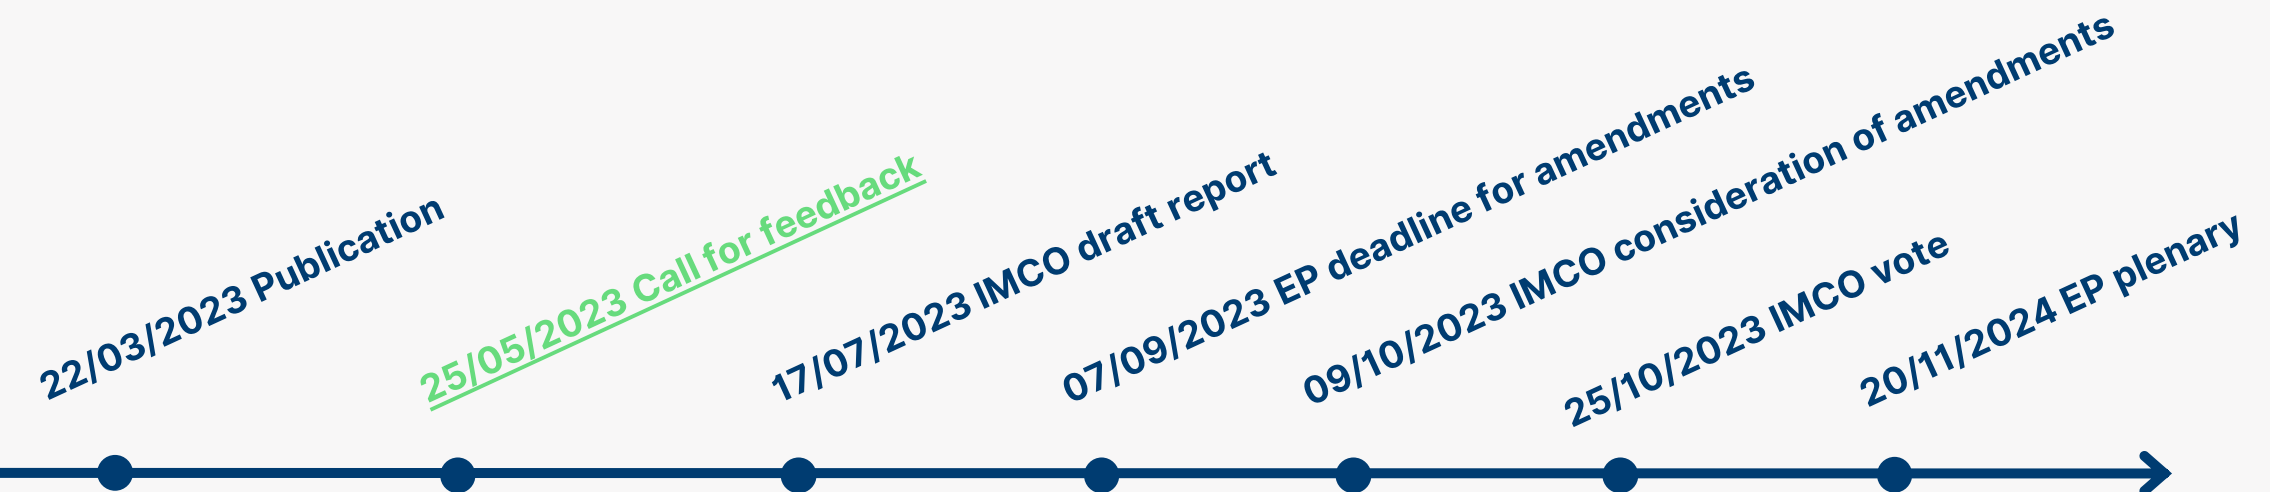 22/03/2023 Publication
25/05/2023 Call for feedback
17/07/2023 IMCO draft report
07/09/2023 EP deadline for amendments
09/10/2023 IMCO consideration of amendments
25/10/2023 IMCO vote
20/11/2024 EP plenary